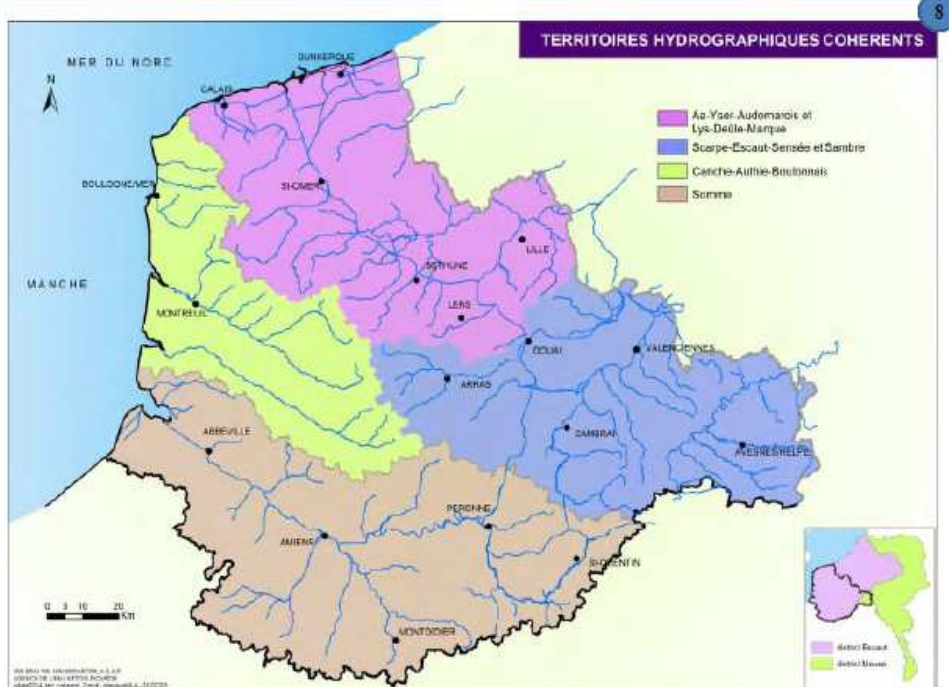 8
TERRITOIRES HYDROGRAPHIQUES COHERENTS
MER DU NORD
N
DUNKERQUE
CALAIS
Aa-Yser-Audomarois et
Lys-Deûle-Marque
Scarpe-Escaut-Sensée et Sambre
Canche-Authie-Boulonnais
Somme
BOULOGNE/MER
ST-OMER
LILLE
MANCHE
BETHUNE
LENS
MONTREUIL
DOUAI
VALENCIENNES
ARRAS
ABBEVILLE
CAMBRAI
AVESNES/HELPE
PERONNE
AMIENS
ST-QUENTIN
0 5 10 20
Km
MONTDIDIER
district Escaut
district Meuse